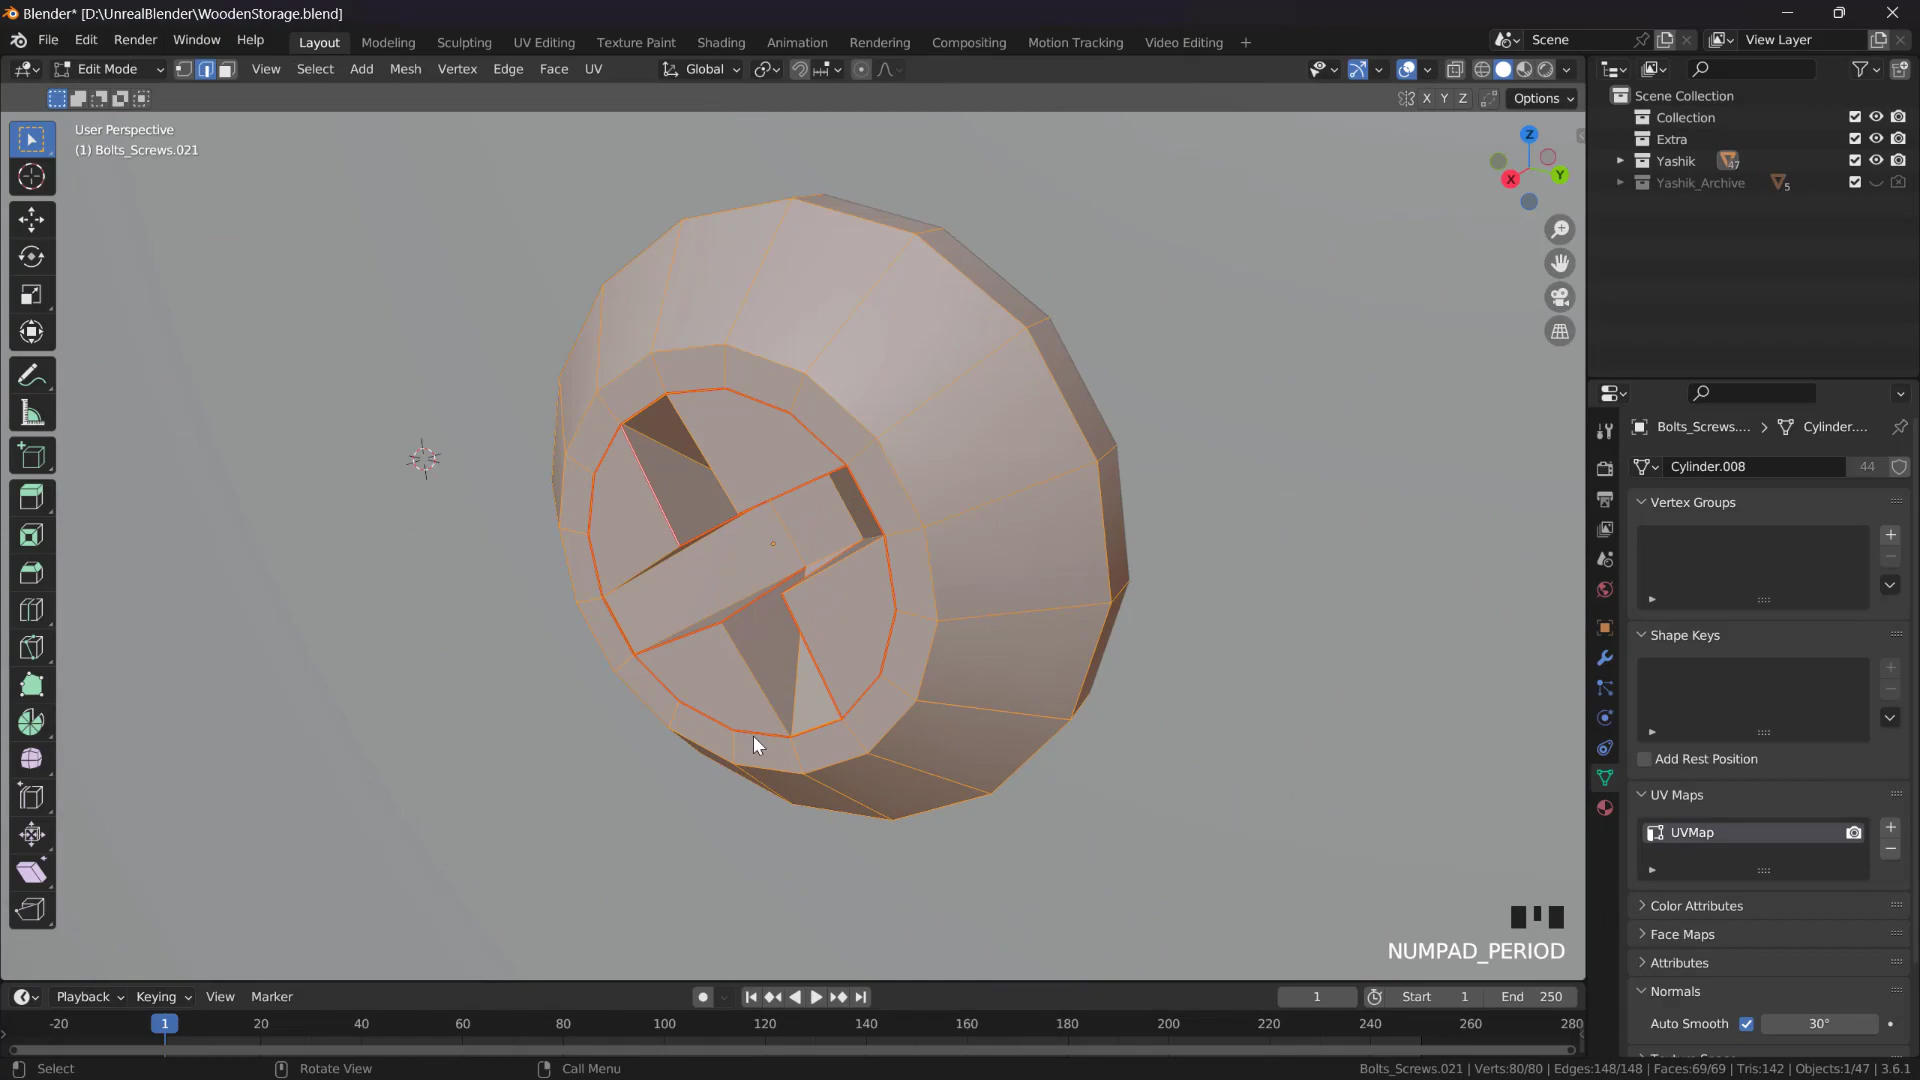 Blender* [D:\UnrealBlender\WoodenStorage.blend]
File Edit Render Window Help
Layout Modeling Sculpting UV Editing Texture Paint Shading Animation Rendering Compositing Motion Tracking Video Editing +
Scene
View Layer
Edit Mode
View Select Add Mesh Vertex Edge Face UV
Global
X Y Z
Options
User Perspective
(1) Bolts_Screws.021
Z
X
Y
Scene Collection
Collection
Extra
Yashik 47
Yashik_Archive 5
Bolts_Screws.... > Cylinder....
Cylinder.008 44
Vertex Groups
Shape Keys
Add Rest Position
UV Maps
UVMap
Color Attributes
Face Maps
Attributes
Normals
Auto Smooth 30°
NUMPAD_PERIOD
Playback Keying View Marker
1
Start 1 End 250
-20 1 20 40 60 80 100 120 140 160 180 200 220 240 260 280
Select Rotate View Call Menu
Bolts_Screws.021 | Verts:80/80 | Edges:148/148 | Faces:69/69 | Tris:142 | Objects:1/47 | 3.6.1